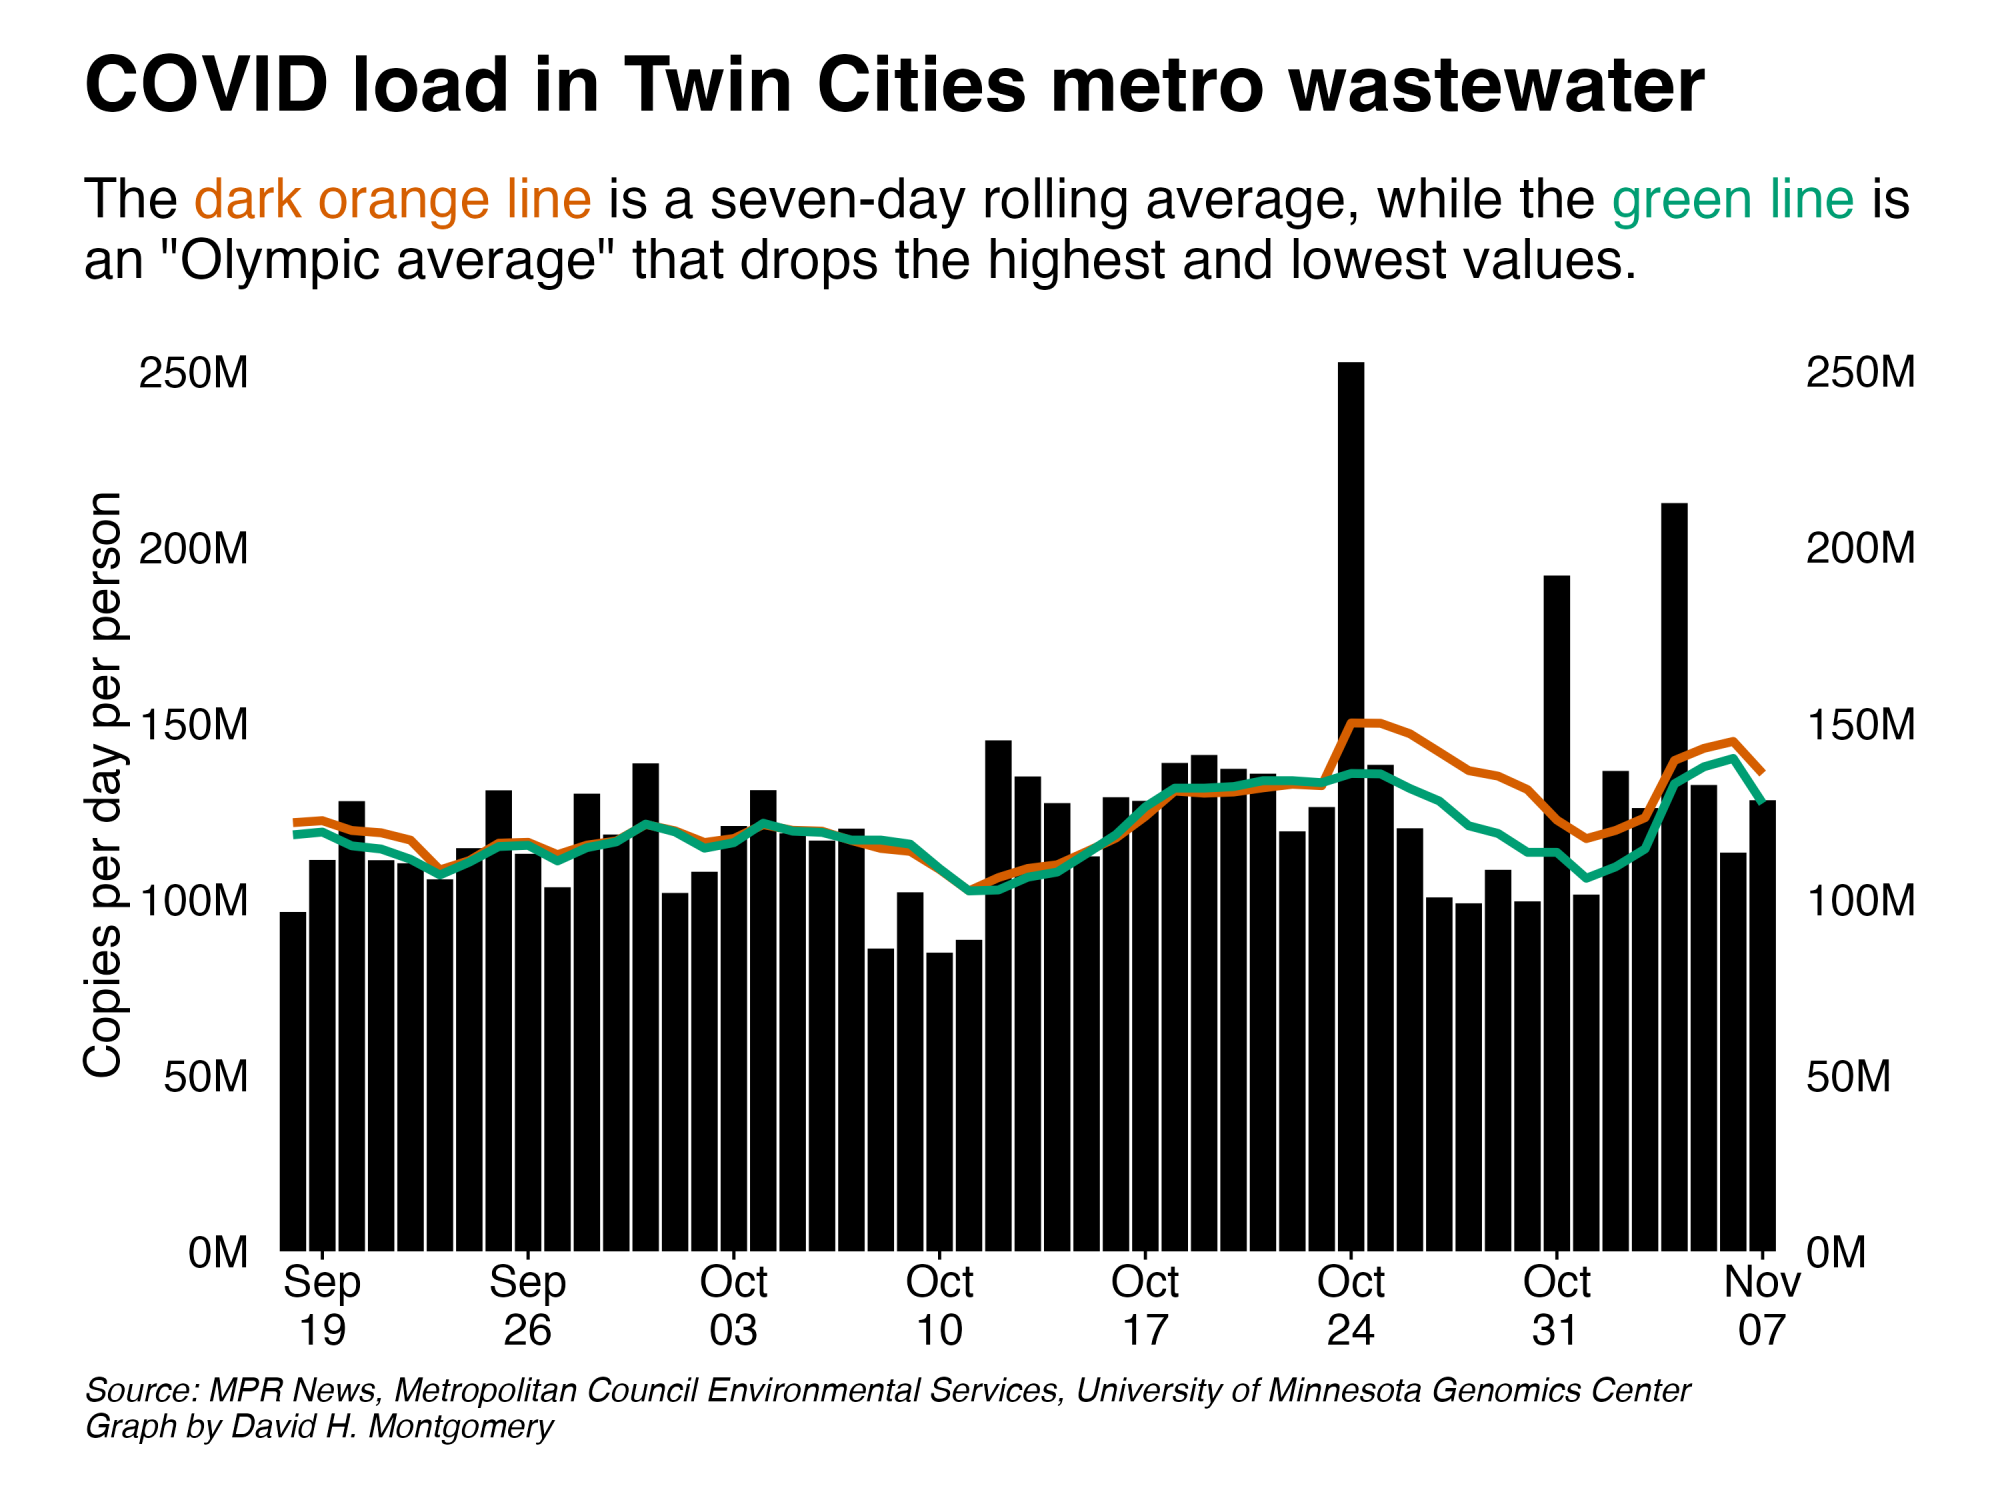 COVID load in Twin Cities metro wastewater
The dark orange line is a seven-day rolling average, while the green line is
an "Olympic average" that drops the highest and lowest values.
Copies per day per person
250M
200M
150M
100M
50M
0M
250M
200M
150M
100M
50M
0M
Sep
19
Sep
26
Oct
03
Oct
10
Oct
17
Oct
24
Oct
31
Nov
07
Source: MPR News, Metropolitan Council Environmental Services, University of Minnesota Genomics Center
Graph by David H. Montgomery